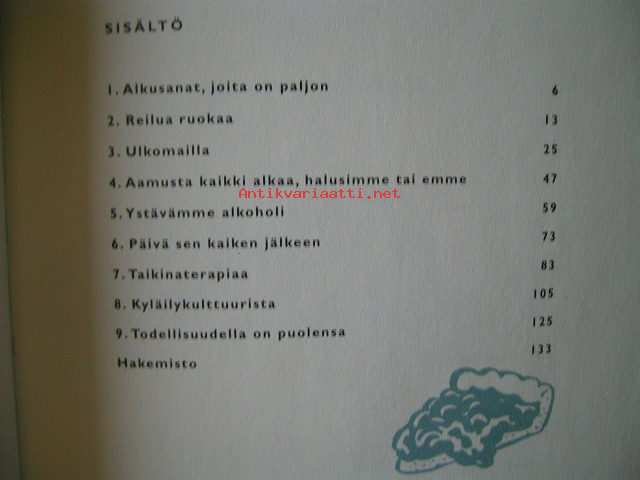 SISÄLTÖ
1. Alkusanat, joita on paljon 6
2. Reilua ruokaa 13
3. Ulkomailla 25
4. Aamusta kaikki alkaa, halusimme tai emme 47
Antikvariaatti.net
5. Ystävämme alkoholi 59
6. Päivä sen kaiken jälkeen 73
7. Taikinaterapiaa 83
8. Kyläilykulttuurista 105
9. Todellisuudella on puolensa 125
Hakemisto 133